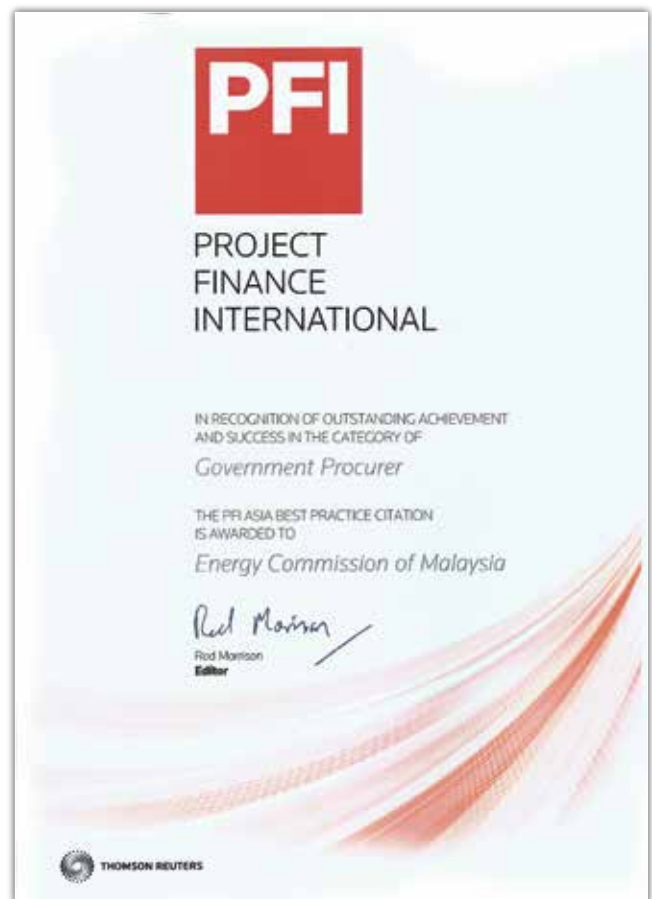 PFI
PROJECT
FINANCE
INTERNATIONAL
IN RECOGNITION OF OUTSTANDING ACHIEVEMENT
AND SUCCESS IN THE CATEGORY OF
Government Procurer
THE PFI ASIA BEST PRACTICE CITATION
IS AWARDED TO
Energy Commission of Malaysia
Rod Morrison
Rod Morrison
Editor
THOMSON REUTERS